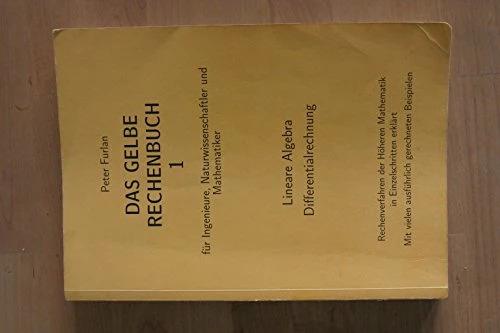 Peter Furlan
DAS GELBE
RECHENBUCH
1
für Ingenieure, Naturwissenschaftler und
Mathematiker
Lineare Algebra
Differentialrechnung
Rechenverfahren der Höheren Mathematik
in Einzelschritten erklärt
Mit vielen ausführlich gerechneten Beispielen